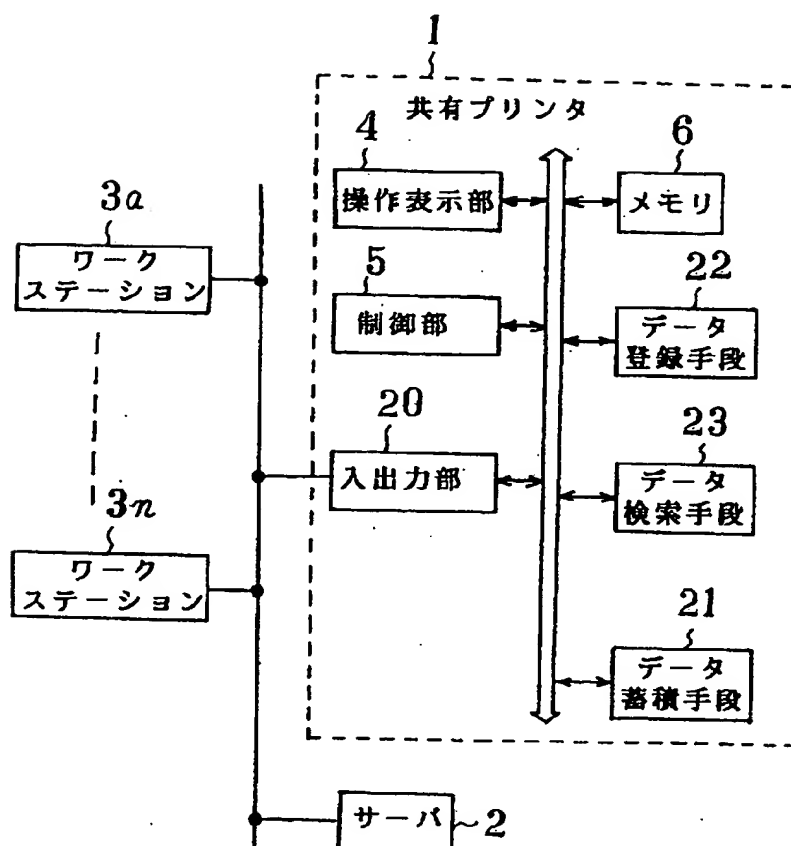 1
共有プリンタ
4
操作表示部
6
メモリ
3a
ワーク
ステーション
5
制御部
22
データ
登録手段
20
入出力部
23
データ
検索手段
3n
ワーク
ステーション
21
データ
蓄積手段
サーバ
2